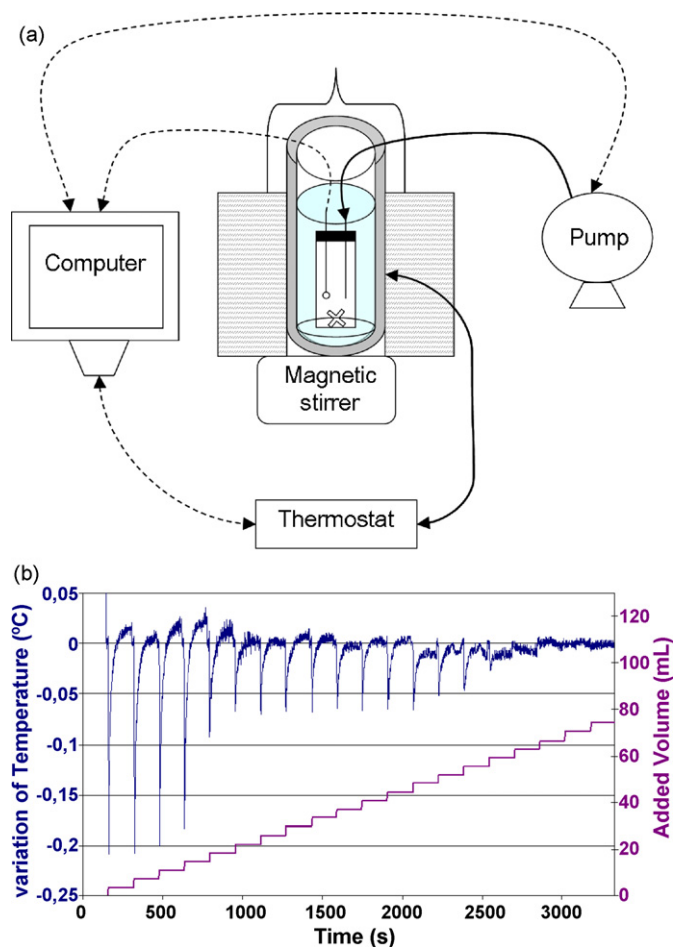 (a)
Computer
Pump
Magnetic
stirrer
Thermostat
(b)
variation of Temperature (ºC)
0,05
0
-0,05
-0,1
-0,15
-0,2
-0,25
120
100
80
60
40
20
0
Added Volume (mL)
0 500 1000 1500 2000 2500 3000
Time (s)